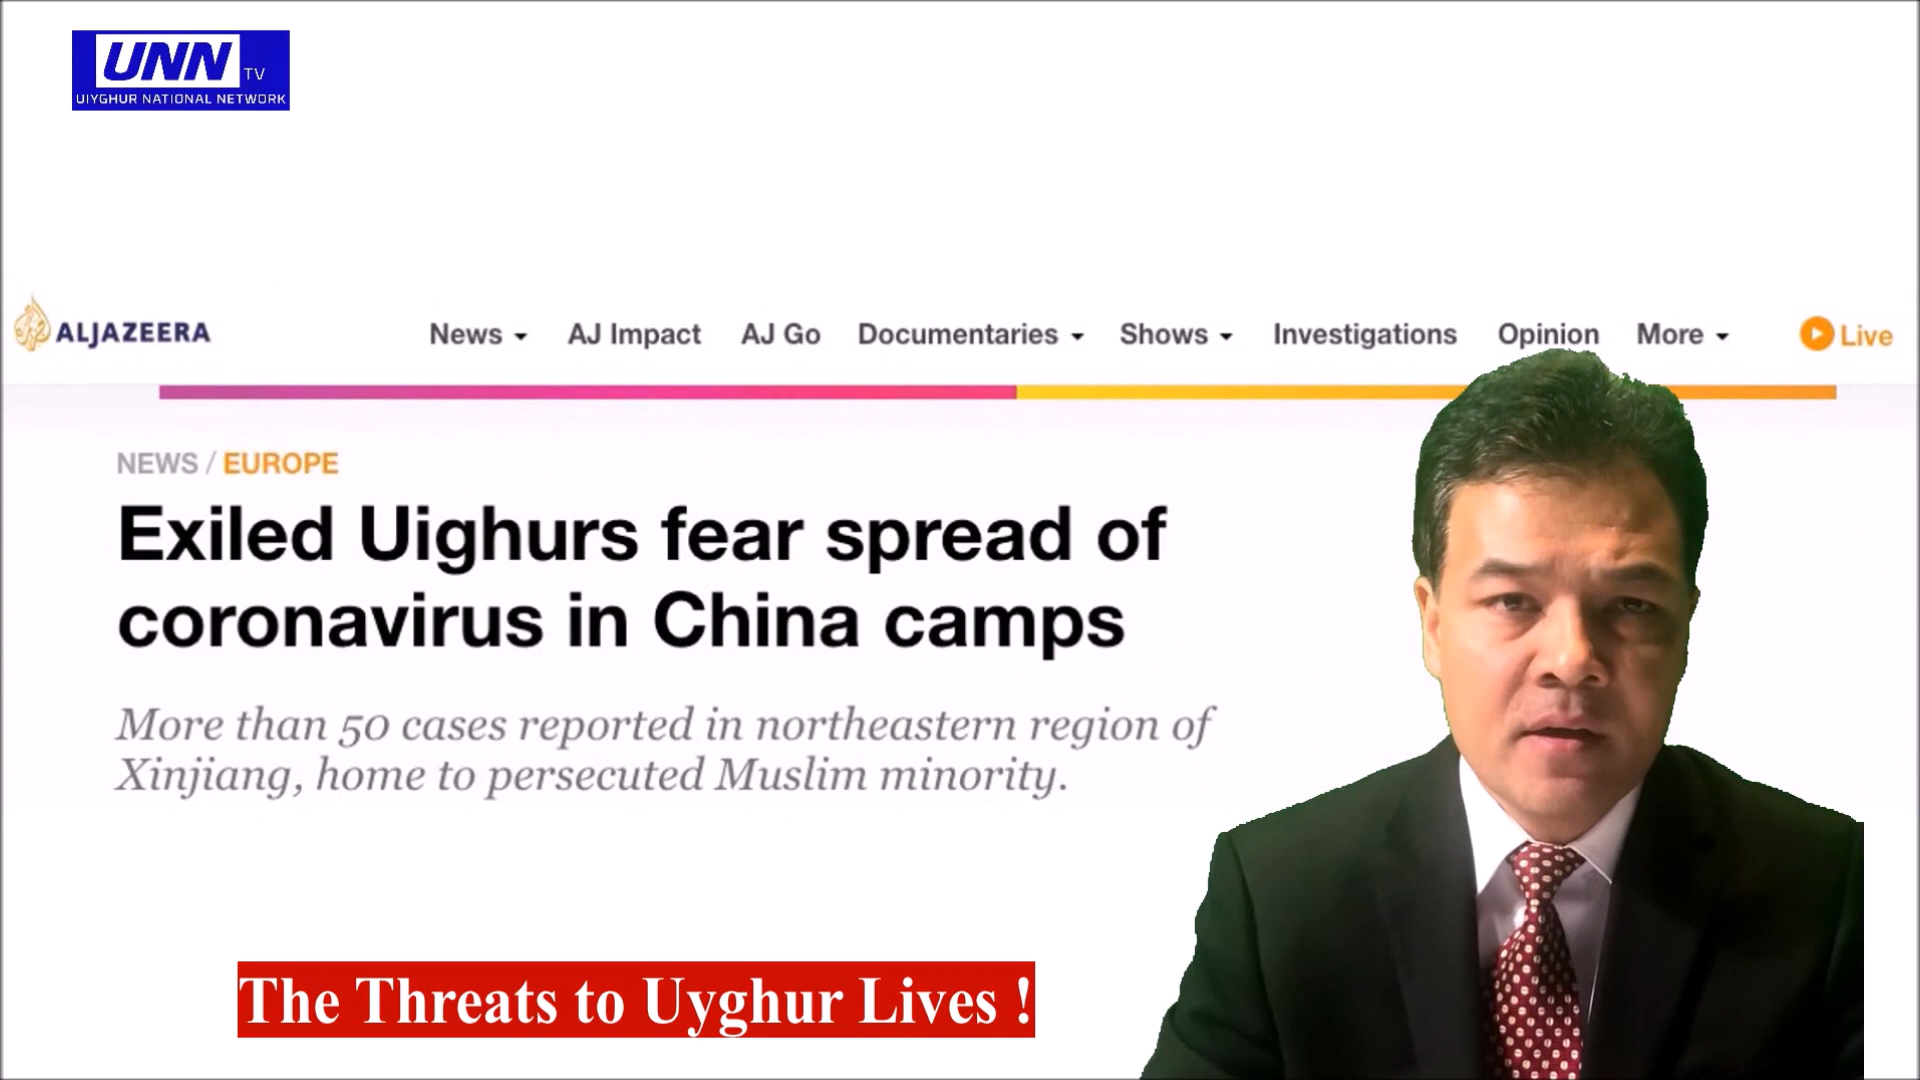 UNN TV
UIYGHUR NATIONAL NETWORK
ALJAZEERA News AJ Impact AJ Go Documentaries Shows Investigations Opinion More Live
NEWS / EUROPE
Exiled Uighurs fear spread of
coronavirus in China camps
More than 50 cases reported in northeastern region of
Xinjiang, home to persecuted Muslim minority.
The Threats to Uyghur Lives !